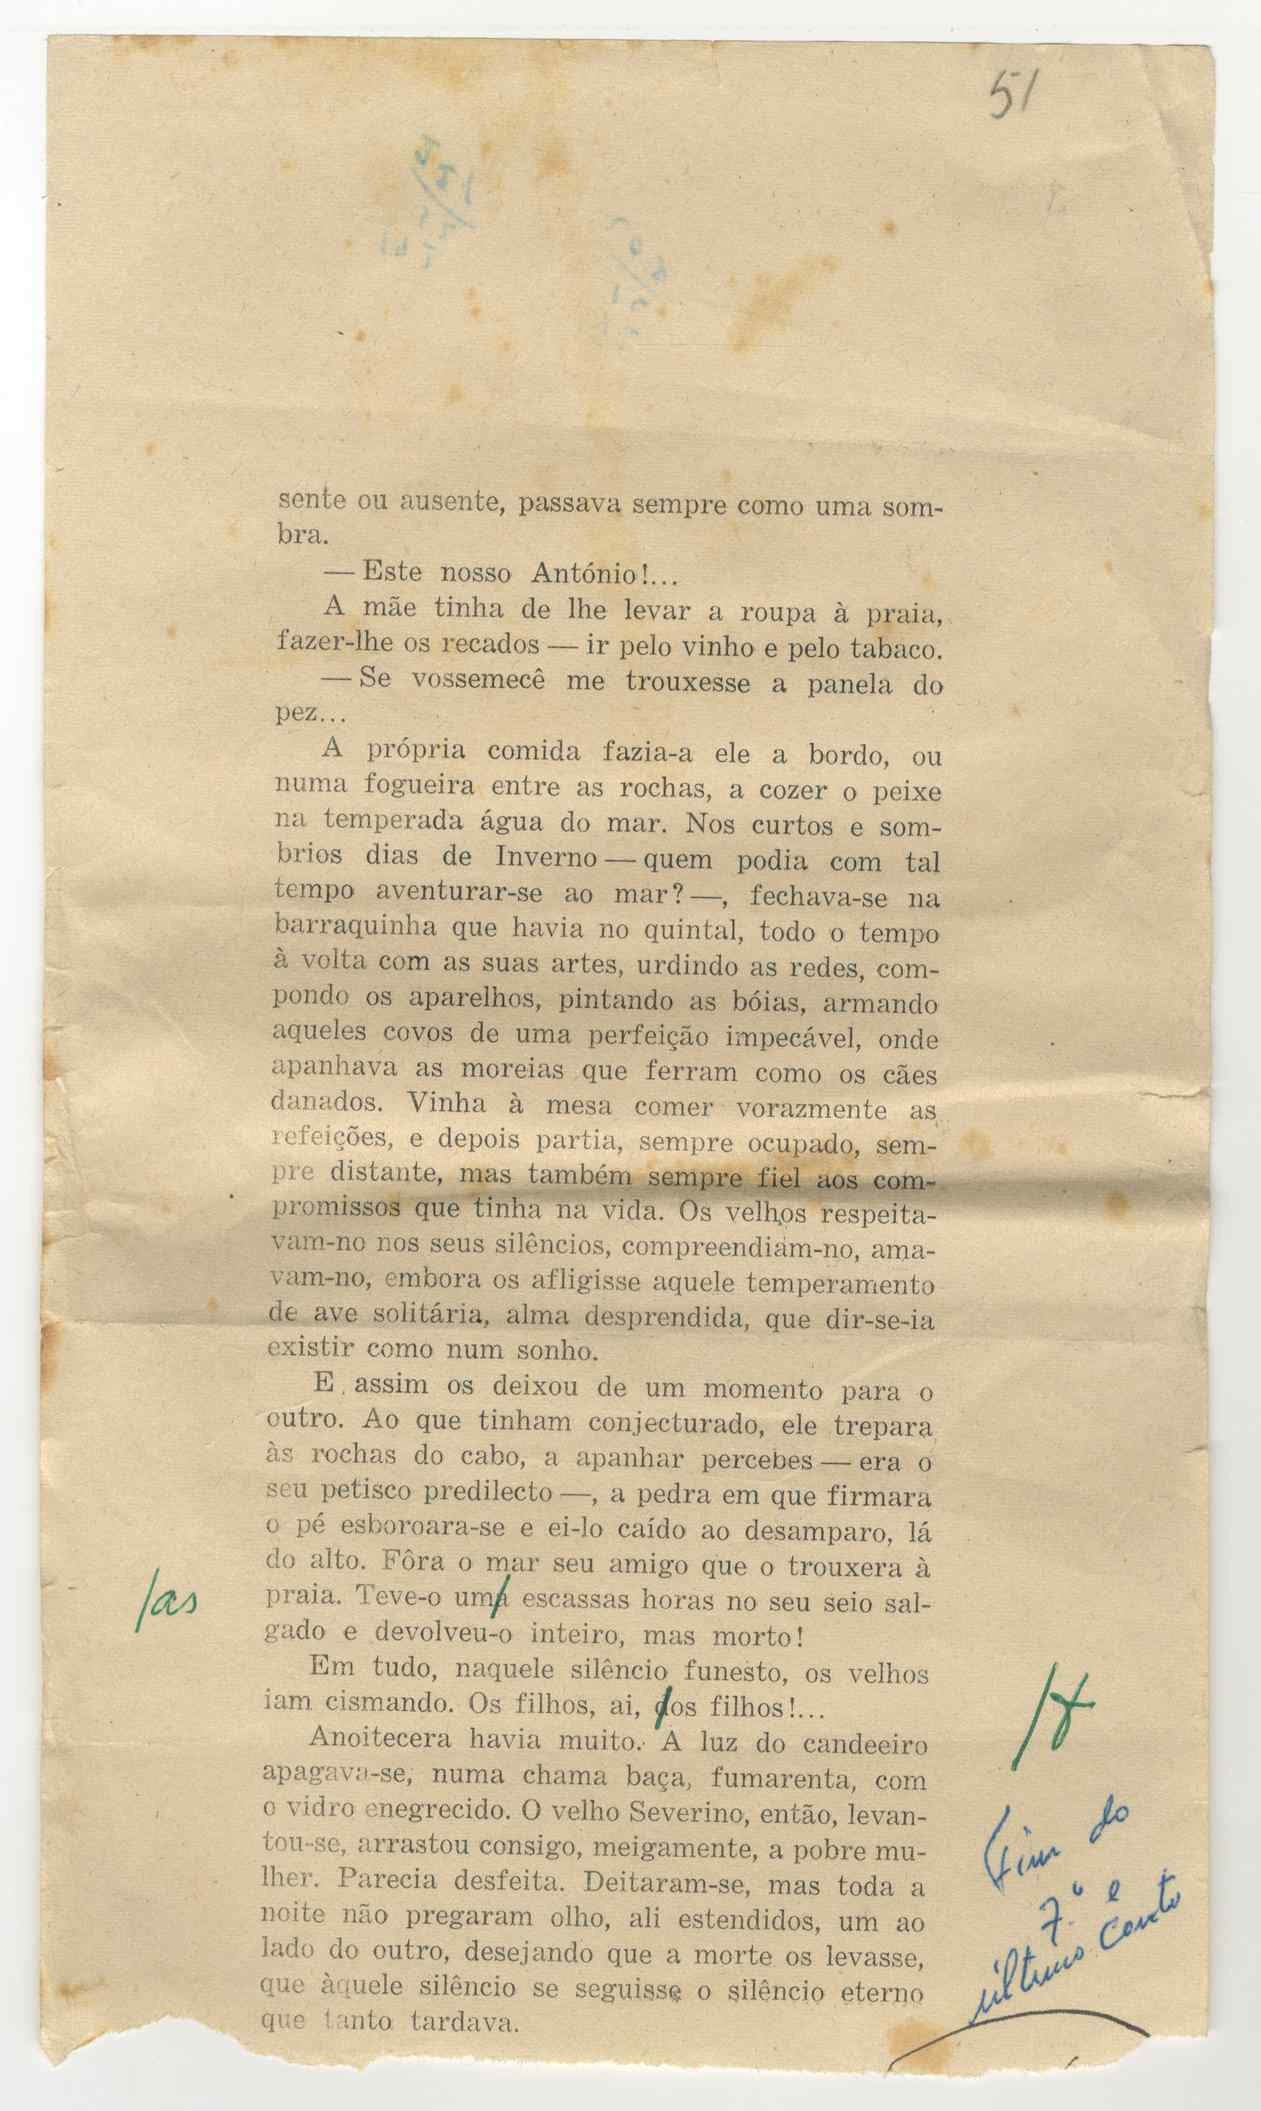 51
sente ou ausente, passava sempre como uma som-
bra.
— Este nosso António!...
A mãe tinha de lhe levar a roupa à praia,
fazer-lhe os recados — ir pelo vinho e pelo tabaco.
— Se vossemecê me trouxesse a panela do
pez...
A própria comida fazia-a ele a bordo, ou
numa fogueira entre as rochas, a cozer o peixe
na temperada água do mar. Nos curtos e som-
brios dias de Inverno — quem podia com tal
tempo aventurar-se ao mar? —, fechava-se na
barraquinha que havia no quintal, todo o tempo
à volta com as suas artes, urdindo as redes, com-
pondo os aparelhos, pintando as bóias, armando
aqueles covos de uma perfeição impecável, onde
apanhava as moreias que ferram como os cães
danados. Vinha à mesa comer vorazmente as
refeições, e depois partia, sempre ocupado, sem-
pre distante, mas também sempre fiel aos com-
promissos que tinha na vida. Os velhos respeita-
vam-no nos seus silêncios, compreendiam-no, ama-
vam-no, embora os afligisse aquele temperamento
de ave solitária, alma desprendida, que dir-se-ia
existir como num sonho.
E assim os deixou de um momento para o
outro. Ao que tinham conjecturado, ele trepara
às rochas do cabo, a apanhar percebes — era o
seu petisco predilecto —, a pedra em que firmara
o pé esboroara-se e ei-lo caído ao desamparo, lá
do alto. Fôra o mar seu amigo que o trouxera à
/as praia. Teve-o uma escassas horas no seu seio sal-
gado e devolveu-o inteiro, mas morto!
Em tudo, naquele silêncio funesto, os velhos
iam cismando. Os filhos, ai, dos filhos!...
Anoitecera havia muito. A luz do candeeiro
apagava-se, numa chama baça, fumarenta, com
o vidro enegrecido. O velho Severino, então, levan-
tou-se, arrastou consigo, meigamente, a pobre mu-
lher. Parecia desfeita. Deitaram-se, mas toda a
noite não pregaram olho, ali estendidos, um ao
lado do outro, desejando que a morte os levasse,
que àquele silêncio se seguisse o silêncio eterno
que tanto tardava.
Fim do
7.º e
último conto